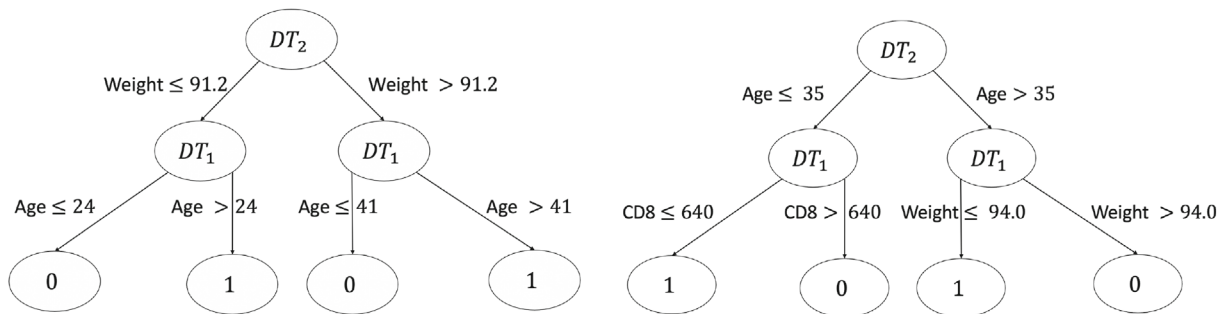 DT₂
Weight ≤ 91.2
Weight > 91.2
DT₁
DT₁
Age ≤ 24
Age > 24
Age ≤ 41
Age > 41
0
1
0
1
DT₂
Age ≤ 35
Age > 35
DT₁
DT₁
CD8 ≤ 640
CD8 > 640
Weight ≤ 94.0
Weight > 94.0
1
0
1
0